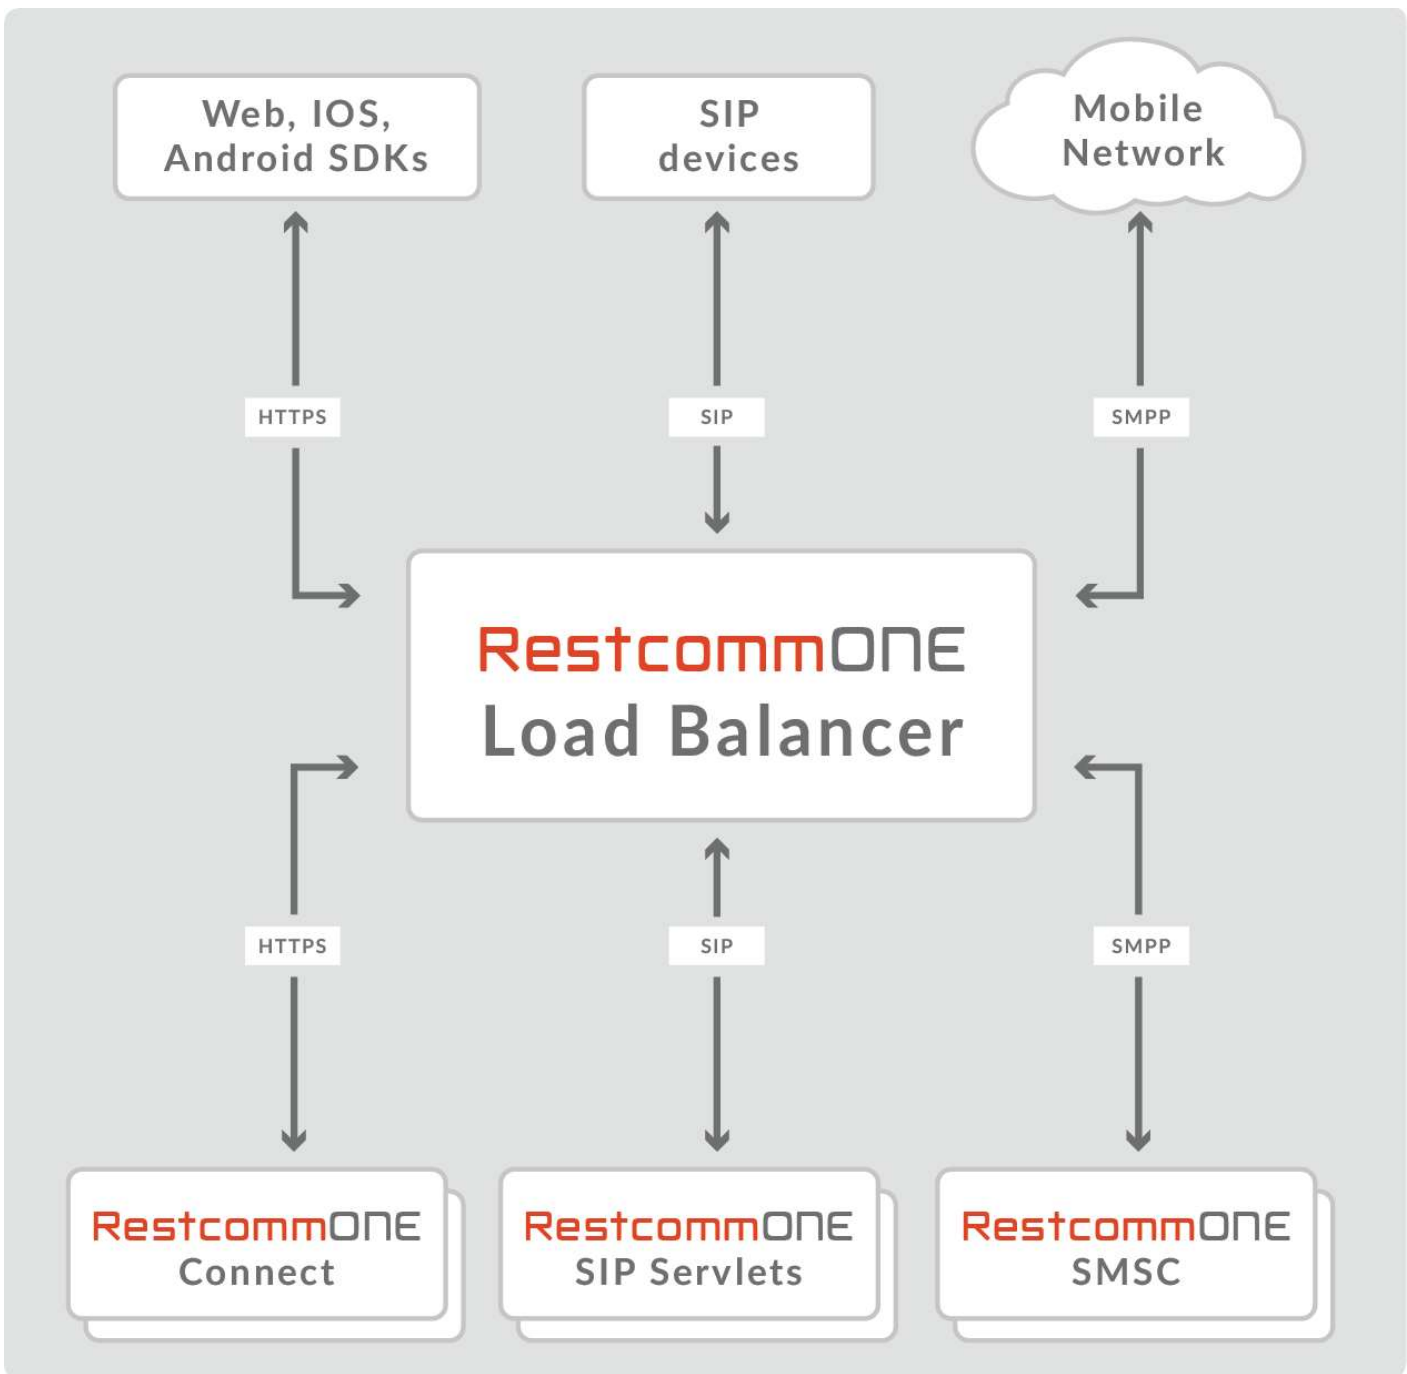 Web, IOS,
Android SDKs
SIP
devices
Mobile
Network
HTTPS
SIP
SMPP
RestcommONE
Load Balancer
HTTPS
SIP
SMPP
RestcommONE
Connect
RestcommONE
SIP Servlets
RestcommONE
SMSC